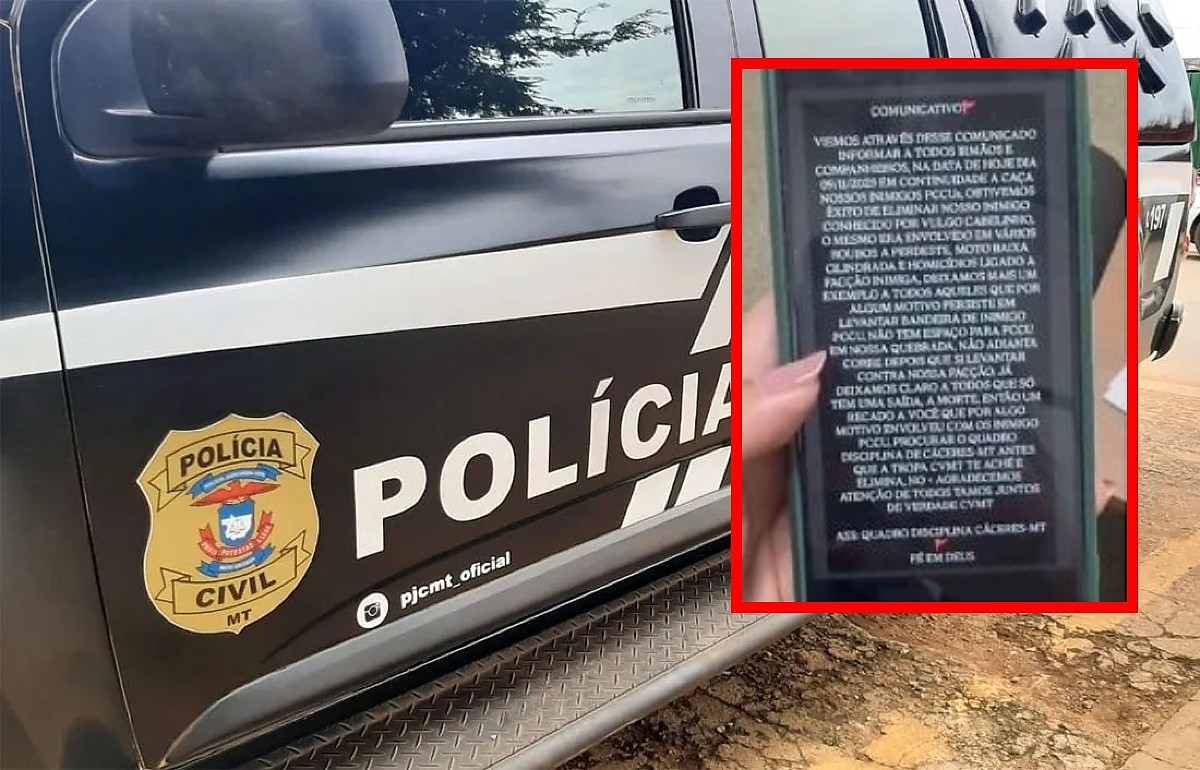 POLÍCIA
CIVIL
MT
POLÍCIA
pjcmt_oficial
197
COMUNICATIVO
VIEMOS ATRAVÉS DESSE COMUNICADO
INFORMAR A TODOS IRMÃOS E
COMPANHEIROS, NA DATA DE HOJE DIA
09/11/2025 EM CONTINUIDADE A CAÇA
NOSSOS INIMIGOS PCCUS, OBTIVEMOS
ÊXITO DE ELIMINAR NOSSO INIMIGO
CONHECIDO POR VULGO CABELINHO,
O MESMO ERA ENVOLVIDO EM VÁRIOS
ROUBOS A PERDESTE, MOTO BAIXA
CILINDRADA E HOMICÍDIOS LIGADO A
FACÇÃO INIMIGA, DEIXAMOS MAIS UM
EXEMPLO A TODOS AQUELES QUE POR
ALGUM MOTIVO PERSISTE EM
LEVANTAR BANDEIRA DE INIMIGO
PCCU, NÃO TEM ESPAÇO PARA PCCU
EM NOSSA QUEBRADA, NÃO ADIANTA
CORRE DEPOIS QUE SI LEVANTAR
CONTRA NOSSA FACÇÃO, JÁ
DEIXAMOS CLARO A TODOS QUE SÓ
TEM UMA SAÍDA, A MORTE, ENTÃO UM
RECADO A VOCÊ QUE POR ALGO
MOTIVO ENVOLVEU COM OS INIMIGO
PCCU, PROCURAR O QUADRO
DISCIPLINA DE CÁCERES-MT ANTES
QUE A TROPA CVMT TE ACHÉ E
ELIMINA, NO - AGRADECEMOS
ATENÇÃO DE TODOS TAMOS JUNTOS
DE VERDADE CVMT
ASS: QUADRO DISCIPLINA CÁCERES-MT
FÉ EM DEUS